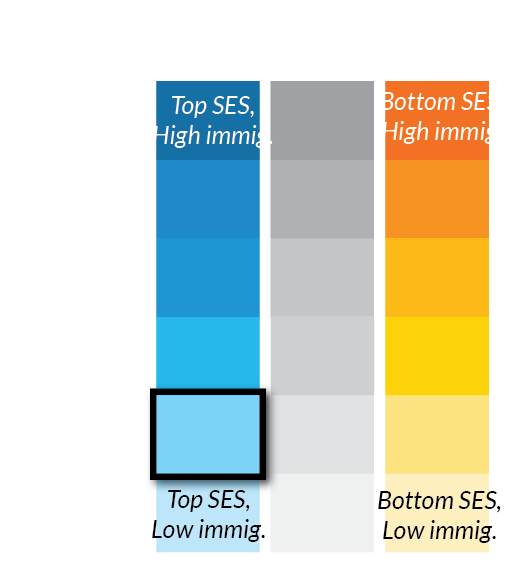 Top SES,
High immig.
Bottom SES
High immig
Top SES,
Low immig.
Bottom SES,
Low immig.